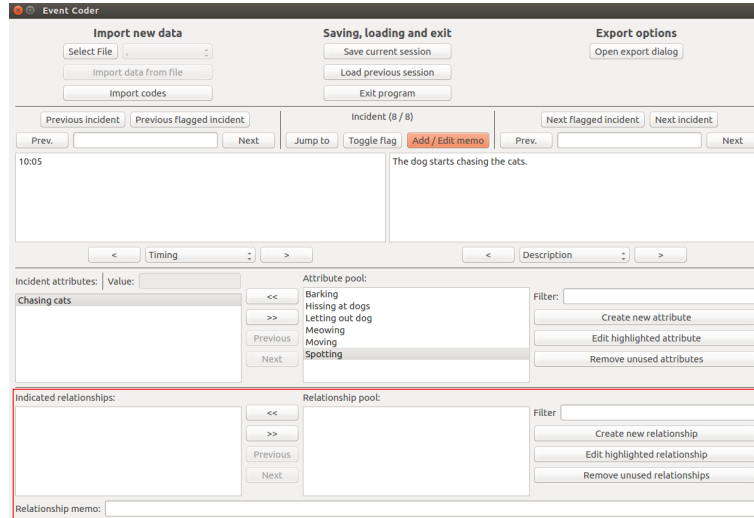 Event Coder
Import new data
Saving, loading and exit
Export options
Select File ,
Save current session
Open export dialog
Import data from file
Load previous session
Import codes
Exit program
Previous incident Previous flagged incident
Incident (8 / 8)
Next flagged incident Next incident
Prev. Next
Jump to Toggle flag Add / Edit memo
Prev. Next
10:05
The dog starts chasing the cats.
< Timing >
< Description >
Incident attributes: Value:
Chasing cats
<<
>>
Previous
Next
Attribute pool:
Barking
Hissing at dogs
Letting out dog
Meowing
Moving
Spotting
Filter:
Create new attribute
Edit highlighted attribute
Remove unused attributes
Indicated relationships:
<<
>>
Previous
Next
Relationship pool:
Filter
Create new relationship
Edit highlighted relationship
Remove unused relationships
Relationship memo: